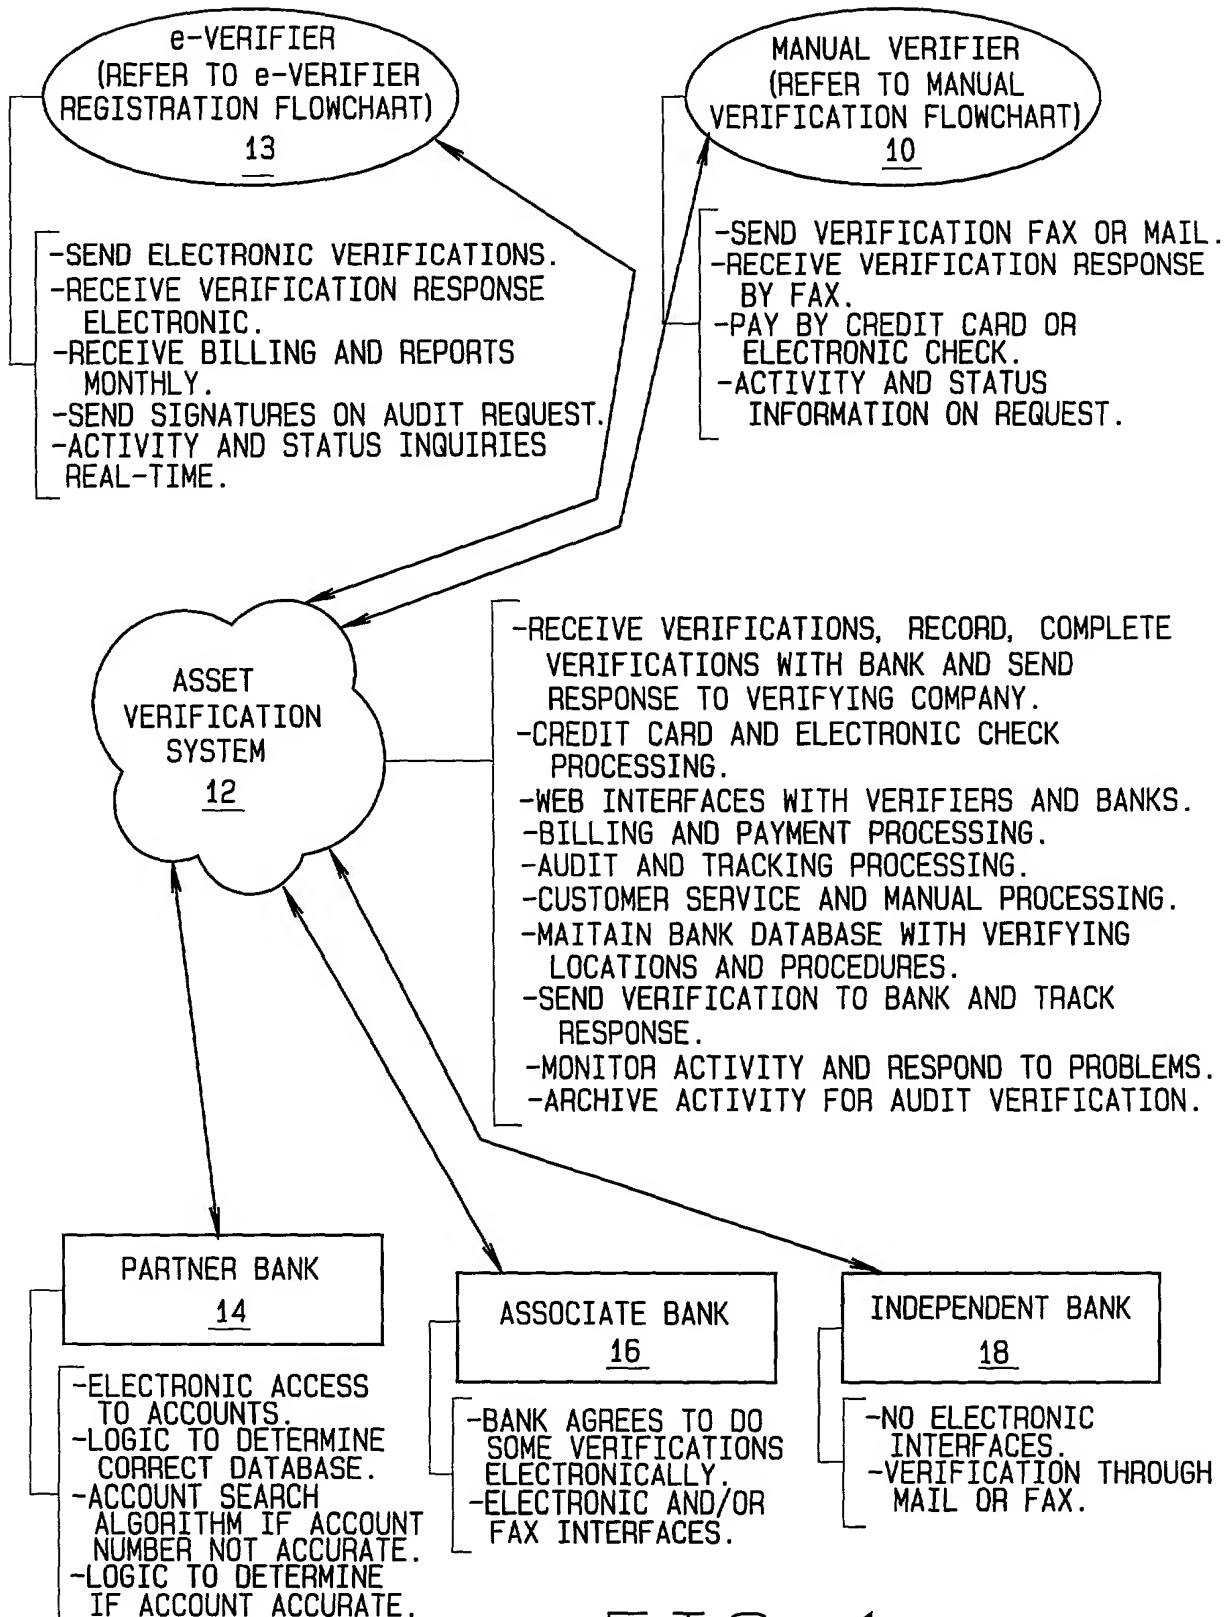 e-VERIFIER
(REFER TO e-VERIFIER
REGISTRATION FLOWCHART)
13
MANUAL VERIFIER
(REFER TO MANUAL
VERIFICATION FLOWCHART)
10
-SEND ELECTRONIC VERIFICATIONS.
-RECEIVE VERIFICATION RESPONSE
ELECTRONIC.
-RECEIVE BILLING AND REPORTS
MONTHLY.
-SEND SIGNATURES ON AUDIT REQUEST.
-ACTIVITY AND STATUS INQUIRIES
REAL-TIME.
-SEND VERIFICATION FAX OR MAIL.
-RECEIVE VERIFICATION RESPONSE
BY FAX.
-PAY BY CREDIT CARD OR
ELECTRONIC CHECK.
-ACTIVITY AND STATUS
INFORMATION ON REQUEST.
ASSET
VERIFICATION
SYSTEM
12
-RECEIVE VERIFICATIONS, RECORD, COMPLETE
VERIFICATIONS WITH BANK AND SEND
RESPONSE TO VERIFYING COMPANY.
-CREDIT CARD AND ELECTRONIC CHECK
PROCESSING.
-WEB INTERFACES WITH VERIFIERS AND BANKS.
-BILLING AND PAYMENT PROCESSING.
-AUDIT AND TRACKING PROCESSING.
-CUSTOMER SERVICE AND MANUAL PROCESSING.
-MAITAIN BANK DATABASE WITH VERIFYING
LOCATIONS AND PROCEDURES.
-SEND VERIFICATION TO BANK AND TRACK
RESPONSE.
-MONITOR ACTIVITY AND RESPOND TO PROBLEMS.
-ARCHIVE ACTIVITY FOR AUDIT VERIFICATION.
PARTNER BANK
14
-ELECTRONIC ACCESS
TO ACCOUNTS.
-LOGIC TO DETERMINE
CORRECT DATABASE.
-ACCOUNT SEARCH
ALGORITHM IF ACCOUNT
NUMBER NOT ACCURATE.
-LOGIC TO DETERMINE
IF ACCOUNT ACCURATE.
ASSOCIATE BANK
16
-BANK AGREES TO DO
SOME VERIFICATIONS
ELECTRONICALLY.
-ELECTRONIC AND/OR
FAX INTERFACES.
INDEPENDENT BANK
18
-NO ELECTRONIC
INTERFACES.
-VERIFICATION THROUGH
MAIL OR FAX.